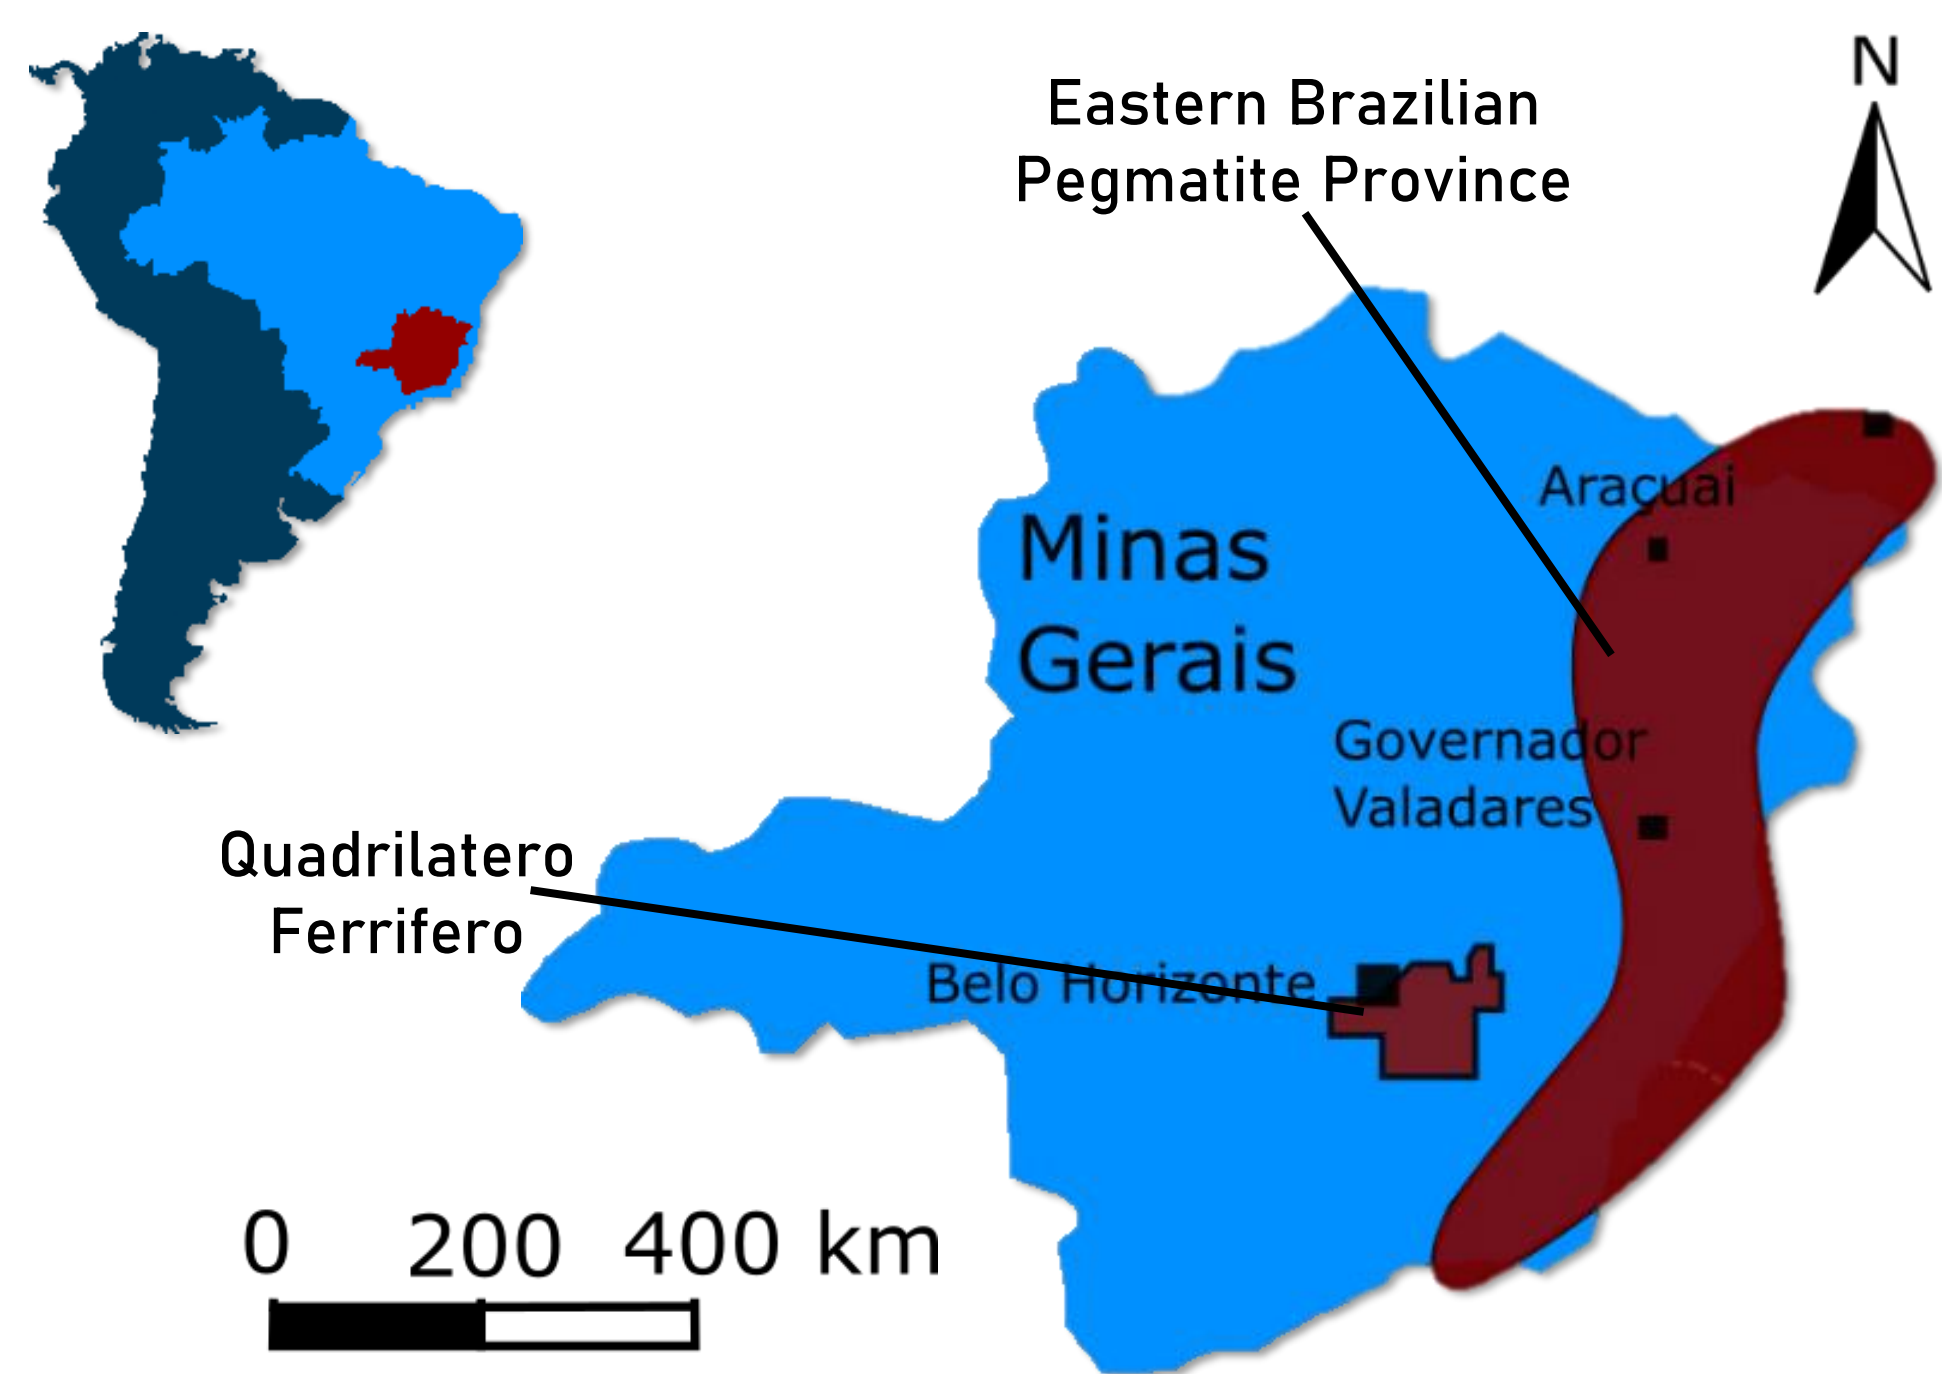 N
Eastern Brazilian
Pegmatite Province
Araçuai
Minas
Gerais
Governador
Valadares
Quadrilatero
Ferrifero
Belo Horizonte
0 200 400 km